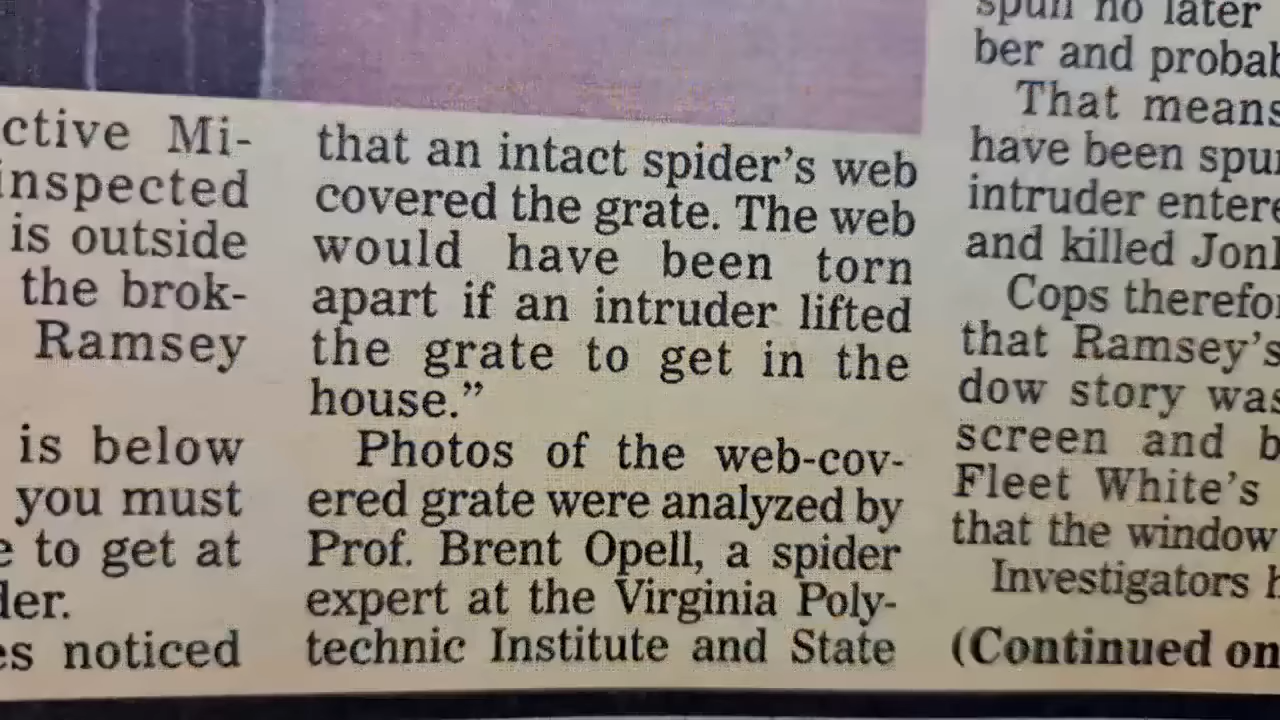 ctive Mi-
inspected
is outside
the brok-
Ramsey
is below
you must
to get at
der.
es noticed
that an intact spider's web
covered the grate. The web
would have been torn
apart if an intruder lifted
the grate to get in the
house.”
Photos of the web-cov-
ered grate were analyzed by
Prof. Brent Opell, a spider
expert at the Virginia Poly-
technic Institute and State
spun no later
ber and probab
That means
have been spun
intruder entere
and killed JonB
Cops therefor
that Ramsey's
dow story was
screen and b
Fleet White's
that the window
Investigators h
(Continued on